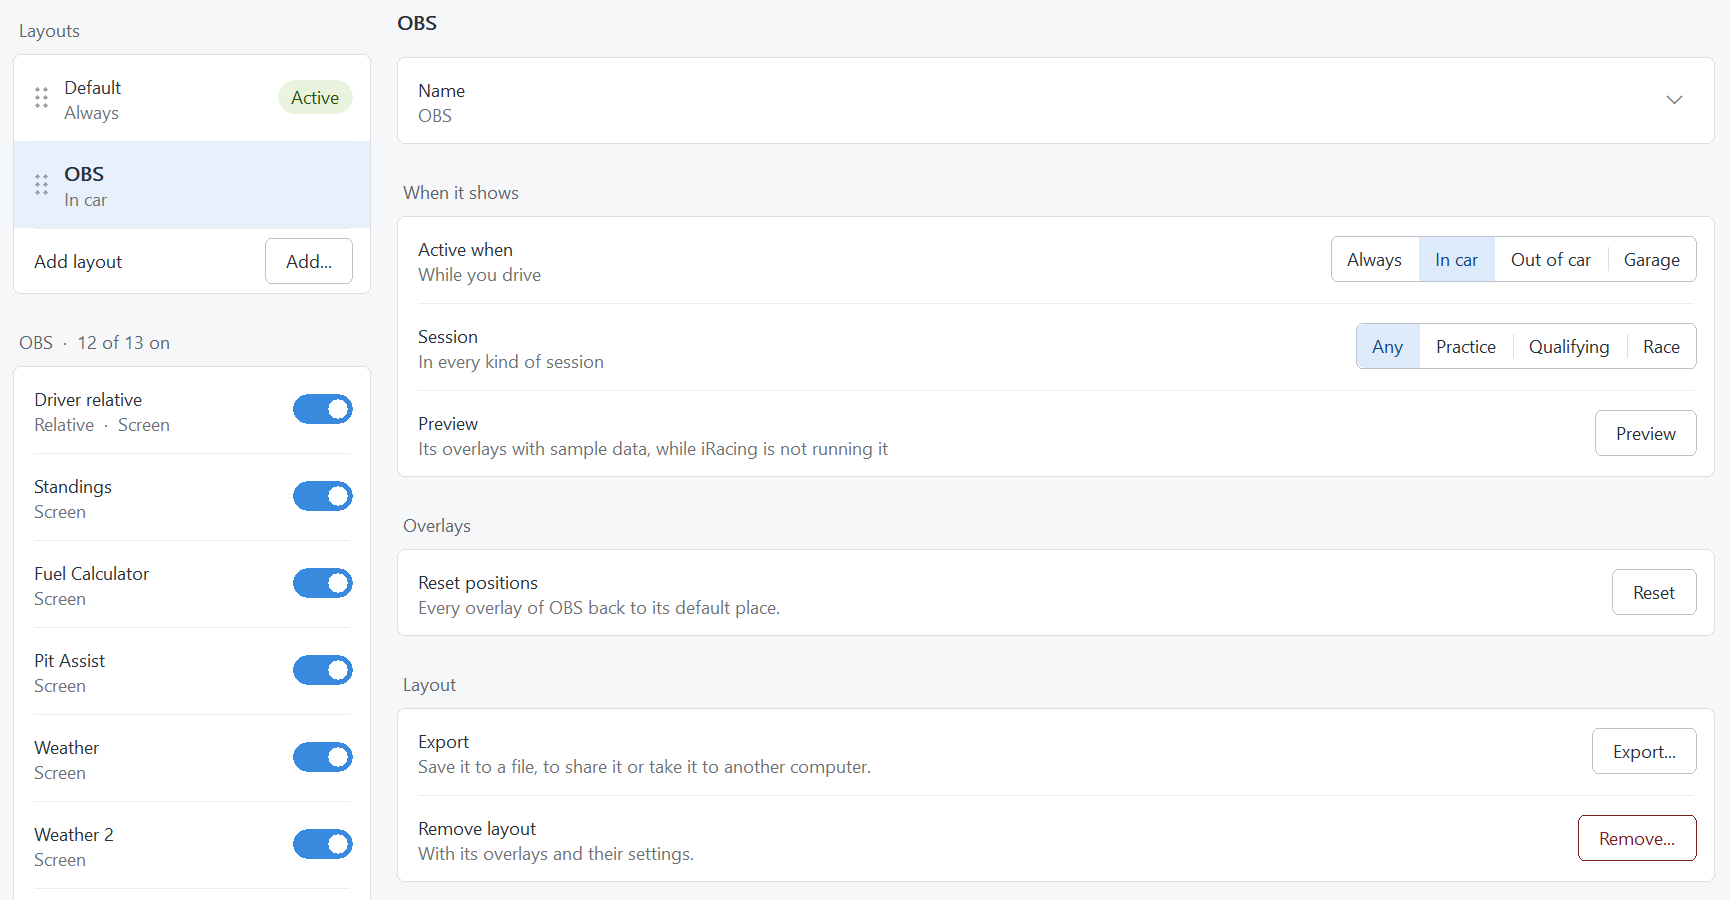 Layouts
Default
Always
Active
OBS
In car
Add layout
Add...
OBS · 12 of 13 on
Driver relative
Relative · Screen
Standings
Screen
Fuel Calculator
Screen
Pit Assist
Screen
Weather
Screen
Weather 2
Screen
OBS
Name
OBS
When it shows
Active when
While you drive
Always In car Out of car Garage
Session
In every kind of session
Any Practice Qualifying Race
Preview
Its overlays with sample data, while iRacing is not running it
Preview
Overlays
Reset positions
Every overlay of OBS back to its default place.
Reset
Layout
Export
Save it to a file, to share it or take it to another computer.
Export...
Remove layout
With its overlays and their settings.
Remove...